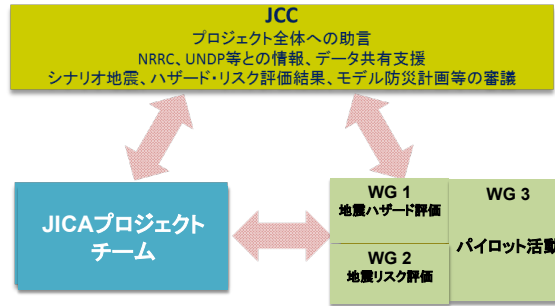 JCC
プロジェクト全体への助言
NRRC、UNDP等との情報、データ共有支援
シナリオ地震、ハザード・リスク評価結果、モデル防災計画等の審議
JICAプロジェクト
チーム
WG 1
地震ハザード評価
WG 2
地震リスク評価
WG 3
パイロット活動